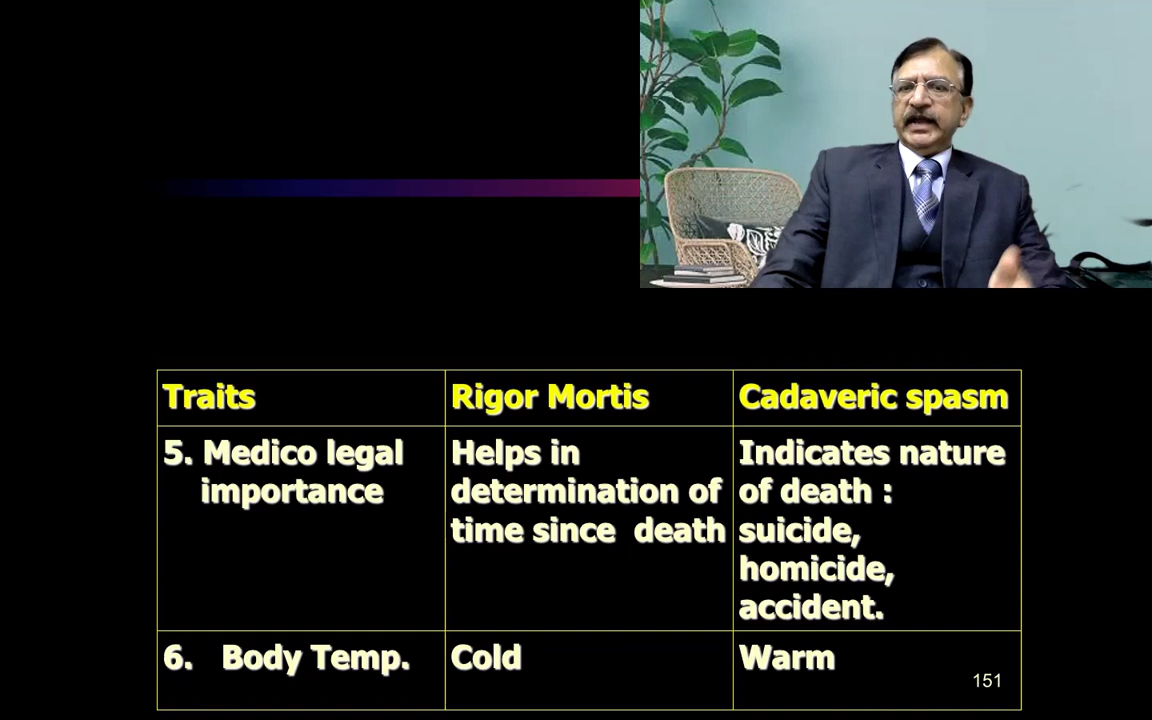 Traits Rigor Mortis Cadaveric spasm
5. Medico legal
importance
Helps in
determination of
time since death
Indicates nature
of death :
suicide,
homicide,
accident.
6. Body Temp. Cold Warm
151